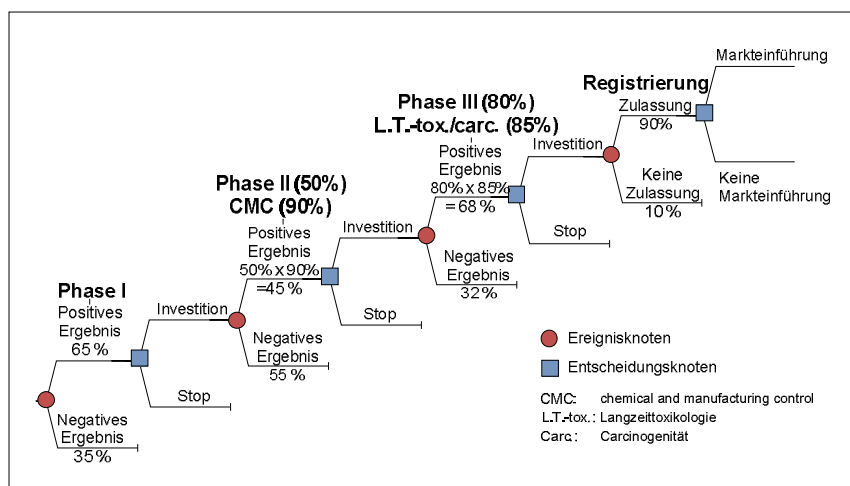 Phase I
Positives
Ergebnis
65%
Negatives
Ergebnis
35%
Investition
Stop
Phase II (50%)
CMC (90%)
Positives
Ergebnis
50% x 90%
=45%
Negatives
Ergebnis
55%
Investition
Stop
Phase III (80%)
L.T.-tox./carc. (85%)
Positives
Ergebnis
80% x 85%
=68%
Negatives
Ergebnis
32%
Investition
Stop
Registrierung
Zulassung
90%
Keine
Zulassung
10%
Markteinführung
Keine
Markteinführung
Ereignisknoten
Entscheidungsknoten
CMC: chemical and manufacturing control
L.T.-tox.: Langzeittoxikologie
Carc.: Carcinogenität